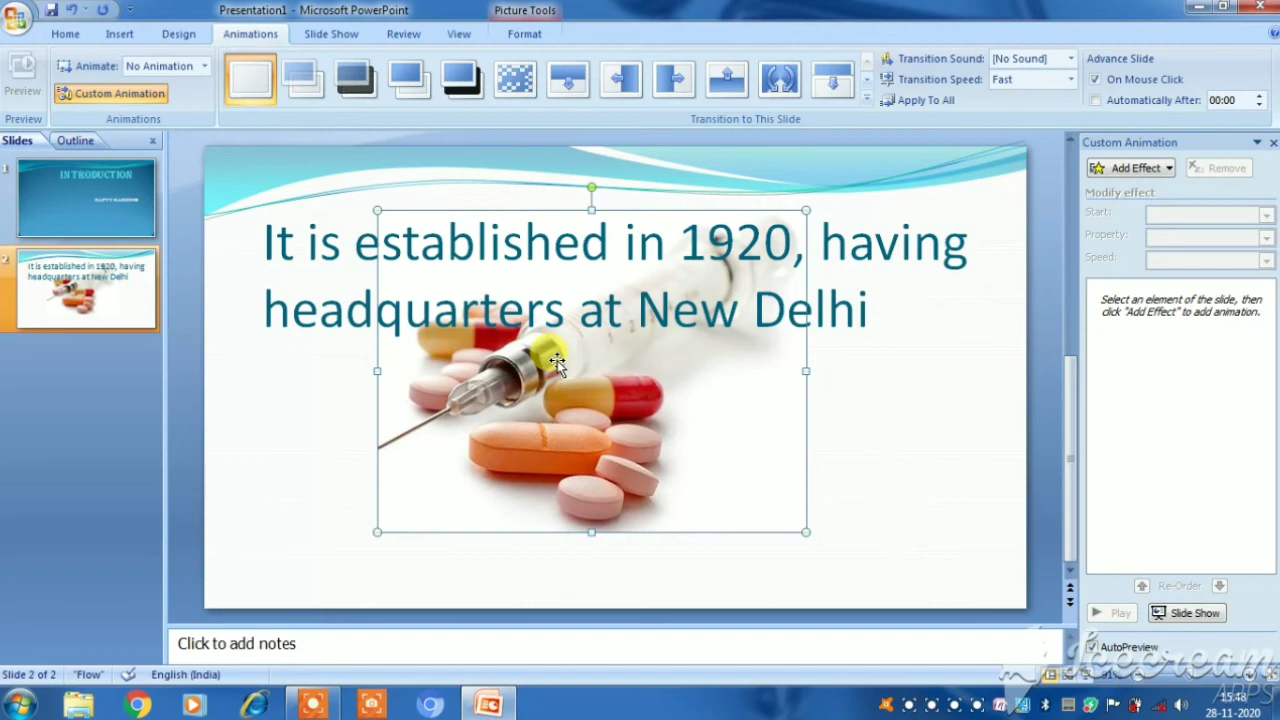 Presentation1 - Microsoft PowerPoint
Picture Tools
Home Insert Design Animations Slide Show Review View Format
Preview
Preview
Animate: No Animation
Custom Animation
Animations
Transition Sound: [No Sound]
Transition Speed: Fast
Apply To All
Transition to This Slide
Advance Slide
On Mouse Click
Automatically After: 00:00
Slides Outline
1
INTRODUCTION
2
It is established in 1920, having
headquarters at New Delhi
It is established in 1920, having
headquarters at New Delhi
Custom Animation
Add Effect Remove
Modify effect
Start:
Property:
Speed:
Select an element of the slide, then
click "Add Effect" to add animation.
Re-Order
Play Slide Show
AutoPreview
Click to add notes
Slide 2 of 2 "Flow" English (India)
Icecream
APPS
15:48
28-11-2020